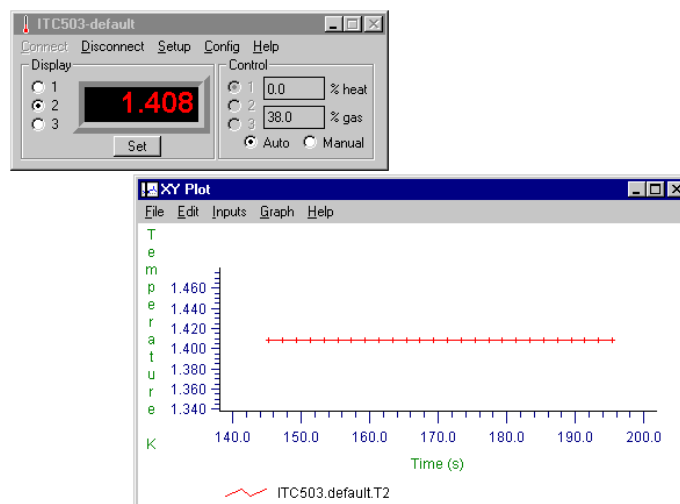 ITC503-default
Connect Disconnect Setup Config Help
Display
1
2
3
1.408
Set
Control
1
2
3
0.0 % heat
38.0 % gas
Auto Manual
XY Plot
File Edit Inputs Graph Help
Temperature K
1.460
1.440
1.420
1.400
1.380
1.360
1.340
140.0 150.0 160.0 170.0 180.0 190.0 200.0
Time (s)
ITC503.default.T2